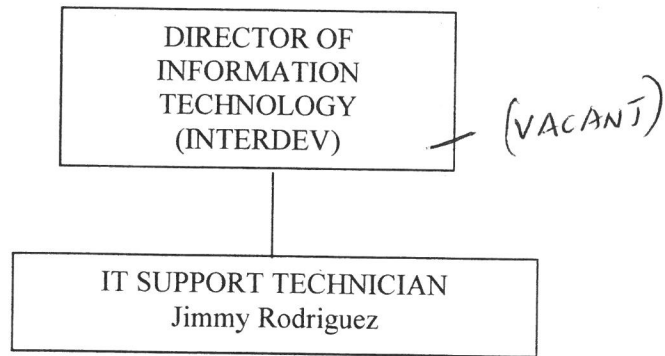 DIRECTOR OF
INFORMATION
TECHNOLOGY
(INTERDEV)
(VACANT)
IT SUPPORT TECHNICIAN
Jimmy Rodriguez